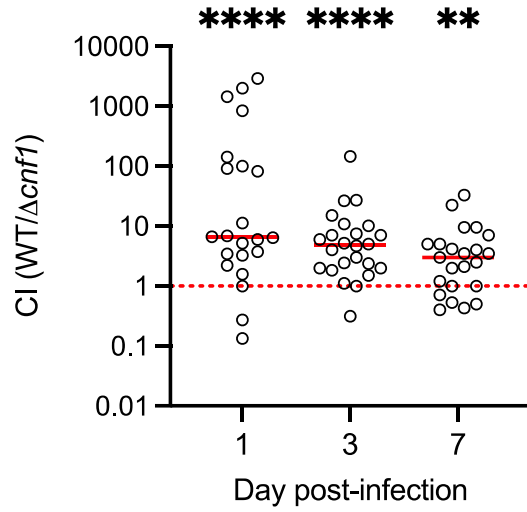 **** **** **
10000
1000
100
10
1
0.1
0.01
CI (WT/Δcnf1)
1 3 7
Day post-infection